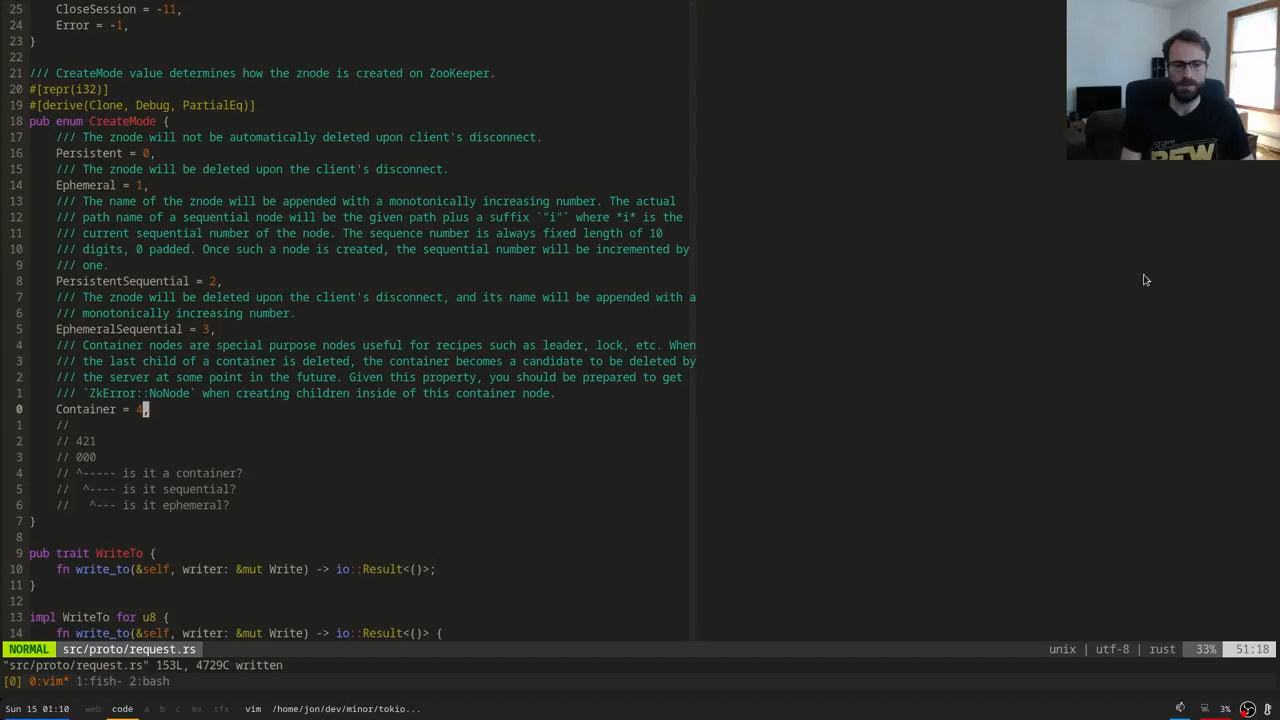 25     CloseSession = -11,
24     Error = -1,
23 }
22
21 /// CreateMode value determines how the znode is created on ZooKeeper.
20 #[repr(i32)]
19 #[derive(Clone, Debug, PartialEq)]
18 pub enum CreateMode {
17     /// The znode will not be automatically deleted upon client's disconnect.
16     Persistent = 0,
15     /// The znode will be deleted upon the client's disconnect.
14     Ephemeral = 1,
13     /// The name of the znode will be appended with a monotonically increasing number. The actual
12     /// path name of a sequential node will be the given path plus a suffix `"i"` where *i* is the
11     /// current sequential number of the node. The sequence number is always fixed length of 10
10     /// digits, 0 padded. Once such a node is created, the sequential number will be incremented by
9     /// one.
8     PersistentSequential = 2,
7     /// The znode will be deleted upon the client's disconnect, and its name will be appended with a
6     /// monotonically increasing number.
5     EphemeralSequential = 3,
4     /// Container nodes are special purpose nodes useful for recipes such as leader, lock, etc. When
3     /// the last child of a container is deleted, the container becomes a candidate to be deleted by
2     /// the server at some point in the future. Given this property, you should be prepared to get
1     /// `ZkError::NoNode` when creating children inside of this container node.
0     Container = 4,
1     //
2     // 421
3     // 000
4     // ^----- is it a container?
5     //  ^---- is it sequential?
6     //   ^--- is it ephemeral?
7 }
8
9 pub trait WriteTo {
10     fn write_to(&self, writer: &mut Write) -> io::Result<()>;
11 }
12
13 impl WriteTo for u8 {
14     fn write_to(&self, writer: &mut Write) -> io::Result<()> {
NORMAL src/proto/request.rs unix | utf-8 | rust 33% 51:18
"src/proto/request.rs" 153L, 4729C written
[0] 0:vim* 1:fish- 2:bash
Sun 15 01:10 web code a b c mx sfx vim /home/jon/dev/minor/tokio... 3%